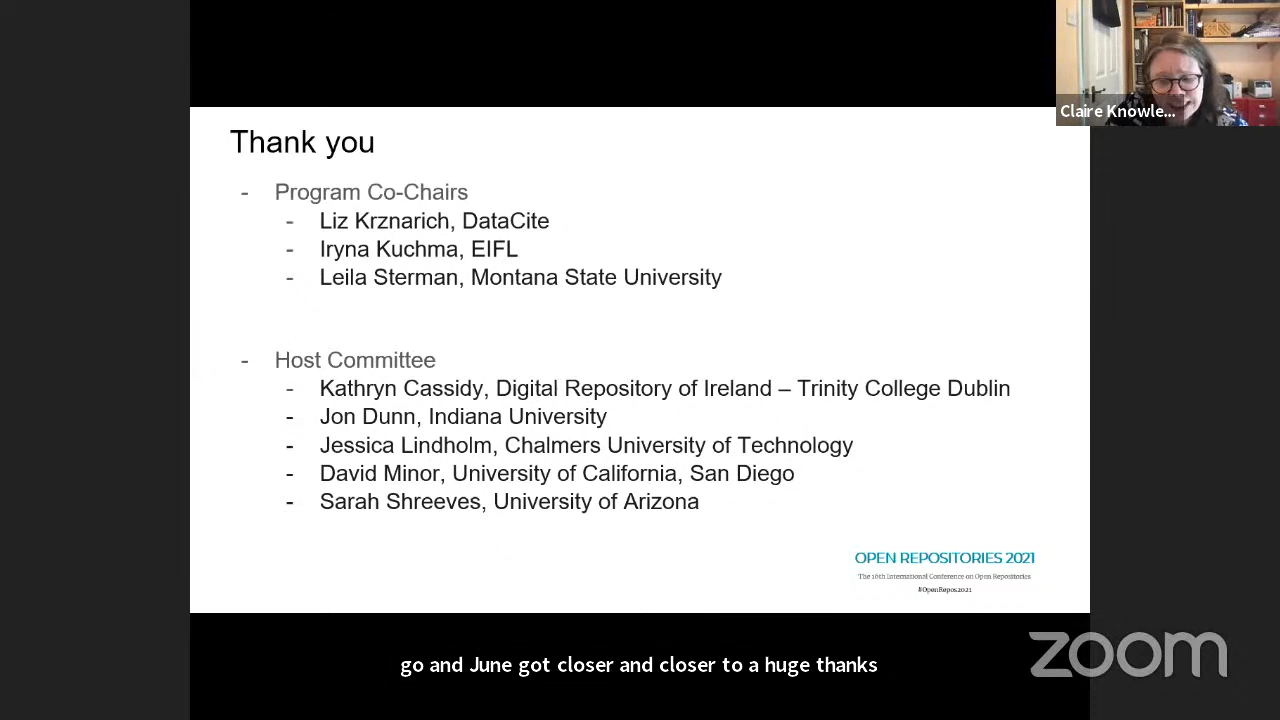 Claire Knowle...
Thank you
- Program Co-Chairs
- Liz Krznarich, DataCite
- Iryna Kuchma, EIFL
- Leila Sterman, Montana State University
- Host Committee
- Kathryn Cassidy, Digital Repository of Ireland – Trinity College Dublin
- Jon Dunn, Indiana University
- Jessica Lindholm, Chalmers University of Technology
- David Minor, University of California, San Diego
- Sarah Shreeves, University of Arizona
OPEN REPOSITORIES 2021
The 16th International Conference on Open Repositories
#OpenRepos2021
go and June got closer and closer to a huge thanks
zoom